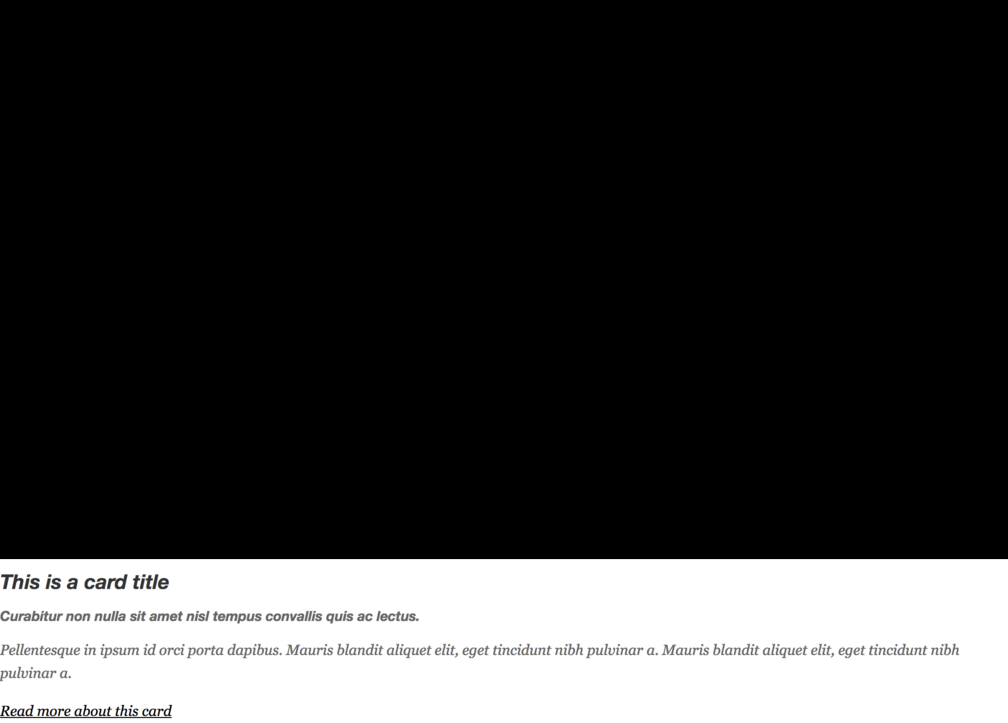 This is a card title
Curabitur non nulla sit amet nisl tempus convallis quis ac lectus.
Pellentesque in ipsum id orci porta dapibus. Mauris blandit aliquet elit, eget tincidunt nibh pulvinar a. Mauris blandit aliquet elit, eget tincidunt nibh
pulvinar a.
Read more about this card